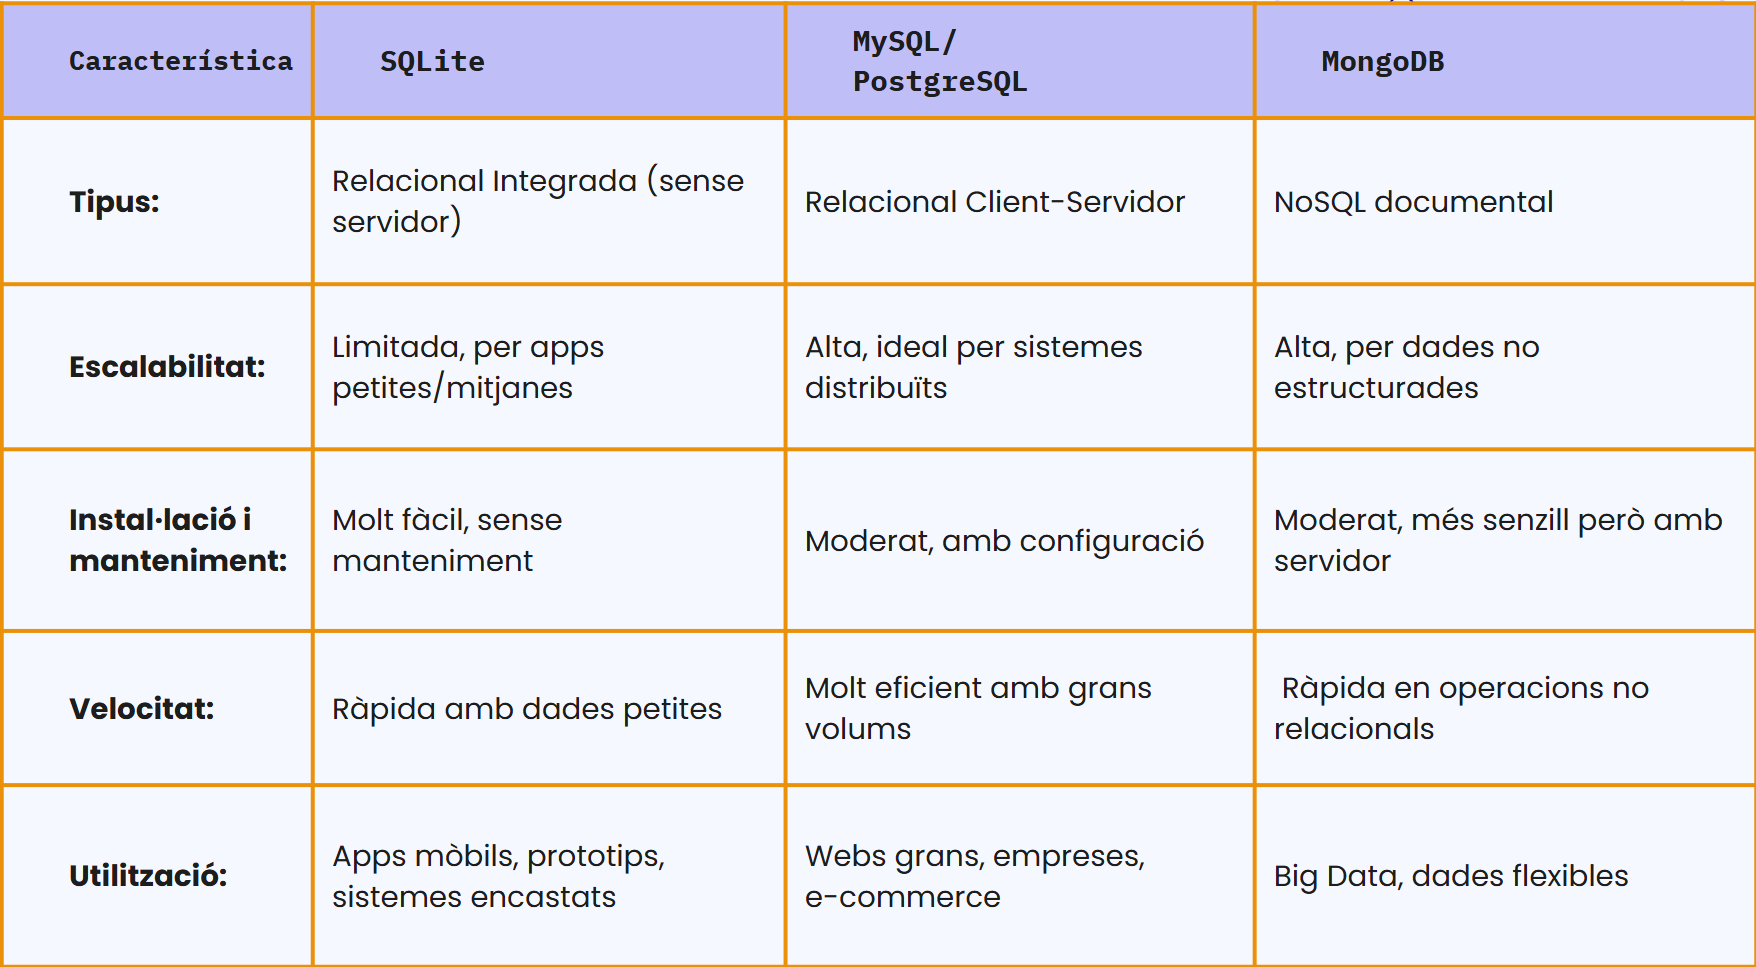 Característica
SQLite
MySQL/
PostgreSQL
MongoDB
Tipus:
Relacional Integrada (sense
servidor)
Relacional Client-Servidor
NoSQL documental
Escalabilitat:
Limitada, per apps
petites/mitjanes
Alta, ideal per sistemes
distribuïts
Alta, per dades no
estructurades
Instal·lació i
manteniment:
Molt fàcil, sense
manteniment
Moderat, amb configuració
Moderat, més senzill però amb
servidor
Velocitat:
Ràpida amb dades petites
Molt eficient amb grans
volums
Ràpida en operacions no
relacionals
Utilització:
Apps mòbils, prototips,
sistemes encastats
Webs grans, empreses,
e-commerce
Big Data, dades flexibles